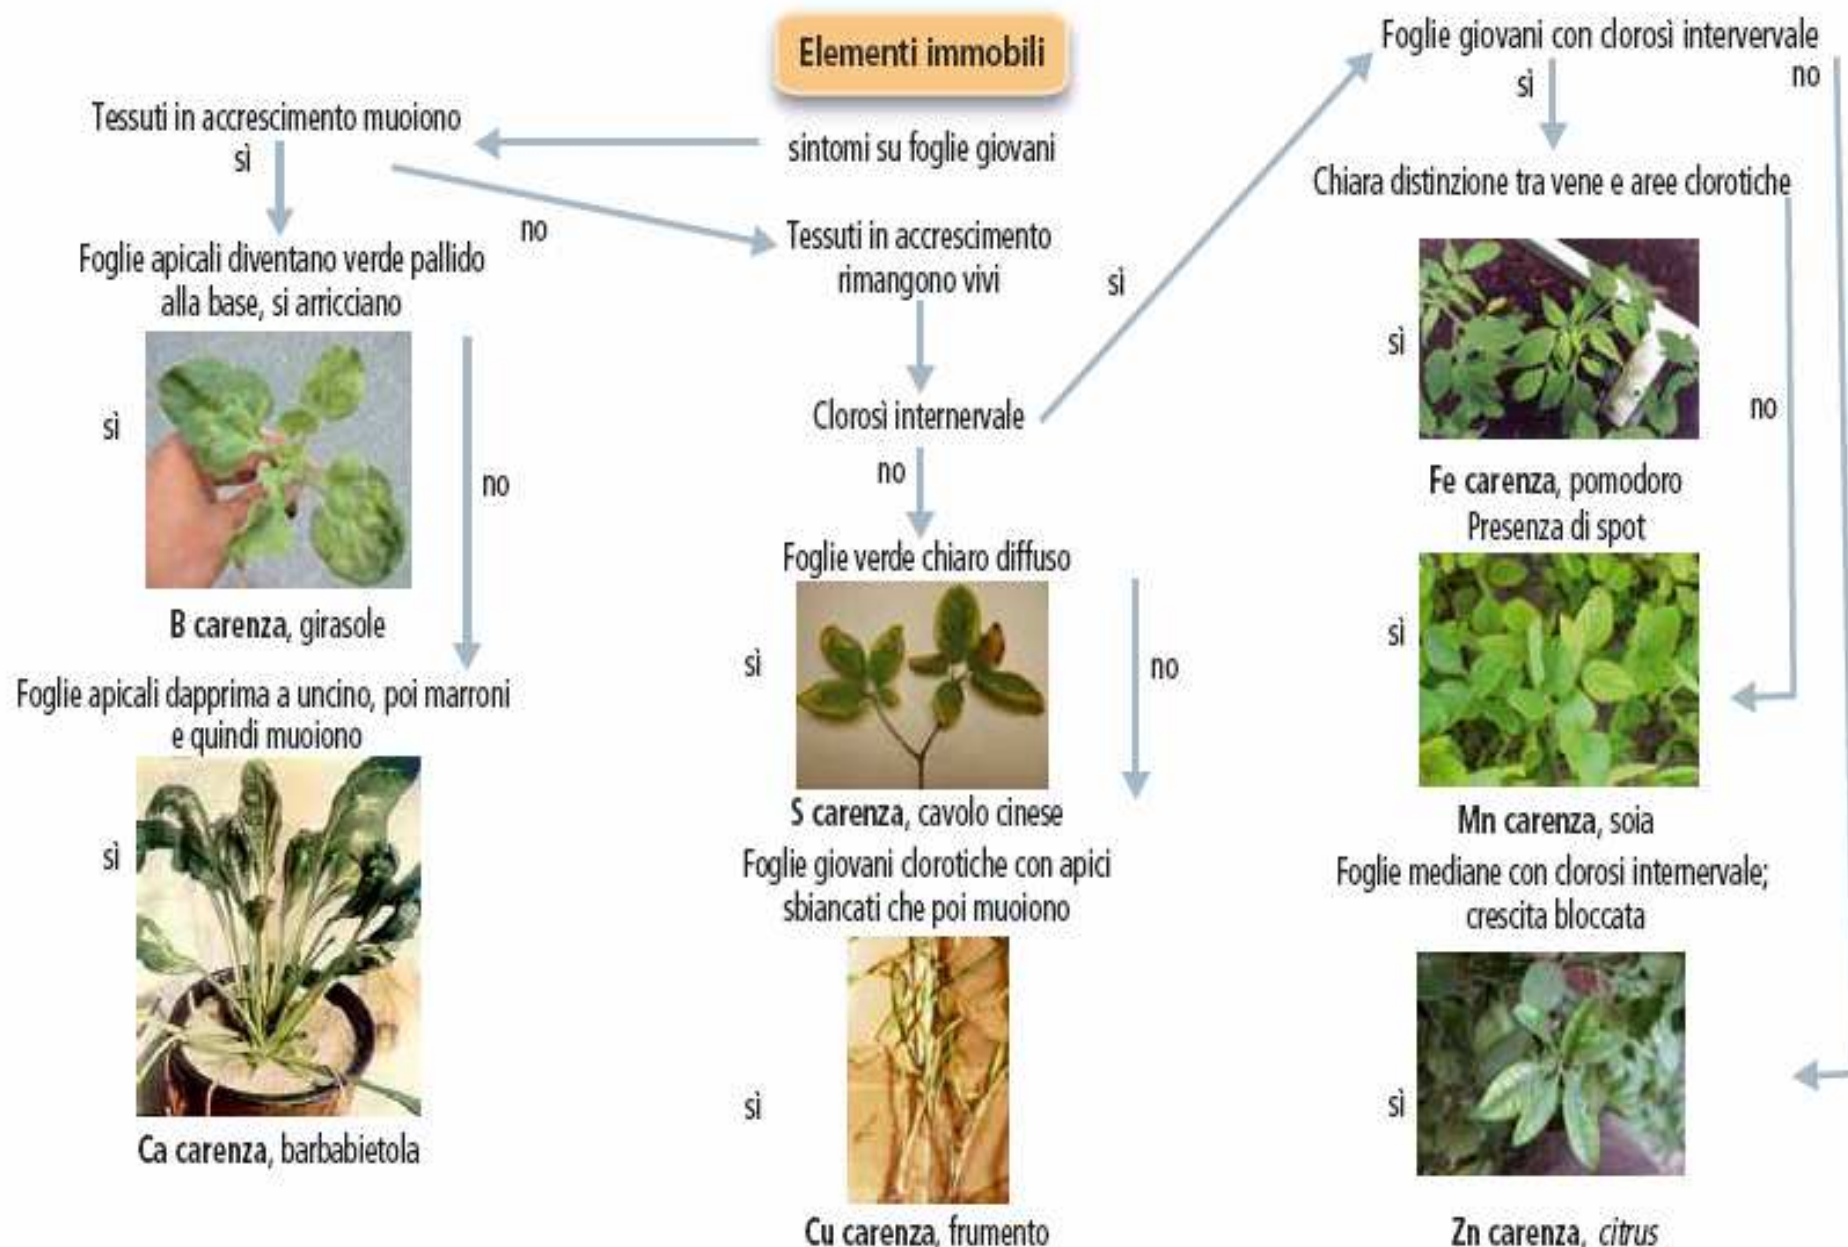 Elementi immobili
sintomi su foglie giovani
Tessuti in accrescimento muoiono
sì
no
Foglie apicali diventano verde pallido
alla base, si arricciano
sì
no
B carenza, girasole
Foglie apicali dapprima a uncino, poi marroni
e quindi muoiono
sì
Ca carenza, barbabietola
Tessuti in accrescimento
rimangono vivi
Clorosì internervale
sì
no
Foglie verde chiaro diffuso
sì
no
S carenza, cavolo cinese
Foglie giovani clorotiche con apici
sbiancati che poi muoiono
sì
Cu carenza, frumento
Foglie giovani con clorosì intervervale
sì
no
Chiara distinzione tra vene e aree clorotiche
sì
no
Fe carenza, pomodoro
Presenza di spot
sì
Mn carenza, soia
Foglie mediane con clorosi internervale;
crescita bloccata
sì
Zn carenza, citrus